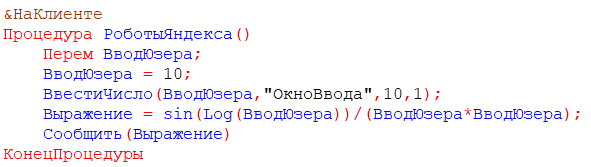 &НаКлиенте
Процедура РоботыЯндекса()
Перем ВводЮзера;
ВводЮзера = 10;
ВвестиЧисло(ВводЮзера,"ОкноВвода",10,1);
Выражение = sin(Log(ВводЮзера))/(ВводЮзера*ВводЮзера);
Сообщить(Выражение)
КонецПроцедуры